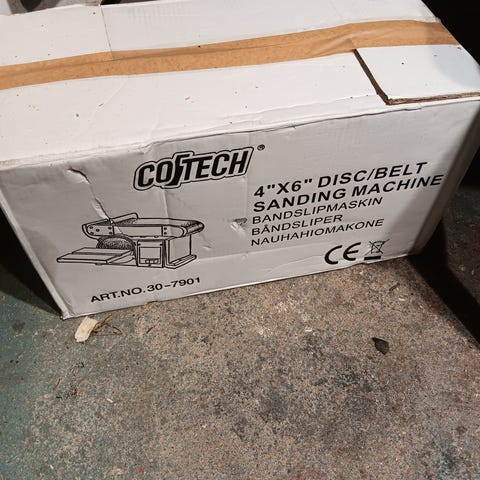 COTECH®
4"X6" DISC/BELT
SANDING MACHINE
BANDSLIPMASKIN
BÅNDSLIPER
NAUHAHIOMAKONE
CE
ART.NO.30-7901